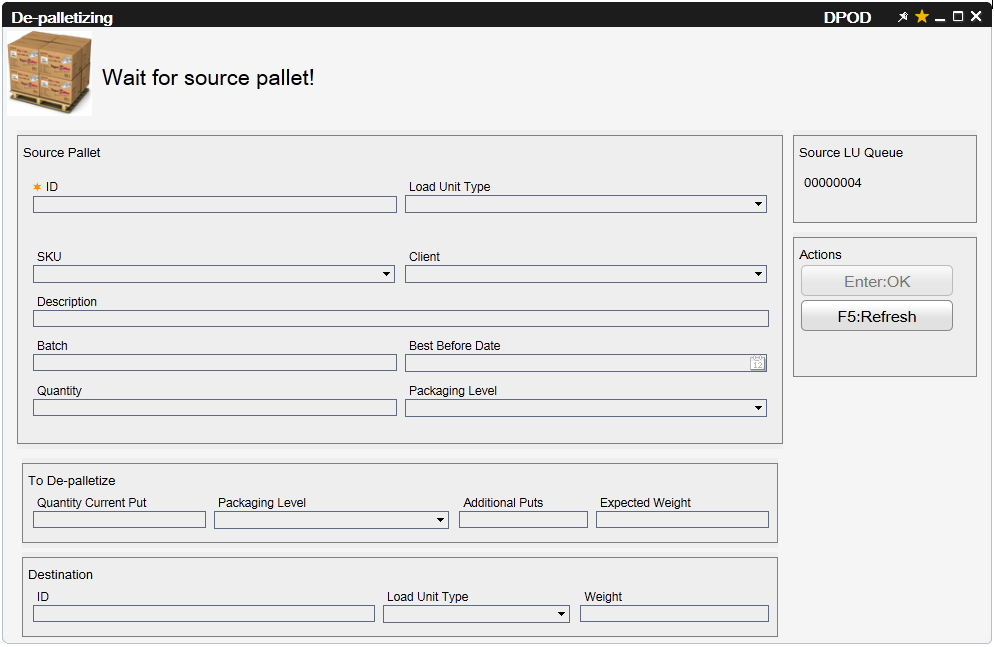 De-palletizing DPOD
Wait for source pallet!
Source Pallet
ID Load Unit Type
SKU Client
Description
Batch Best Before Date
12
Quantity Packaging Level
Source LU Queue
00000004
Actions
Enter:OK
F5:Refresh
To De-palletize
Quantity Current Put Packaging Level Additional Puts Expected Weight
Destination
ID Load Unit Type Weight